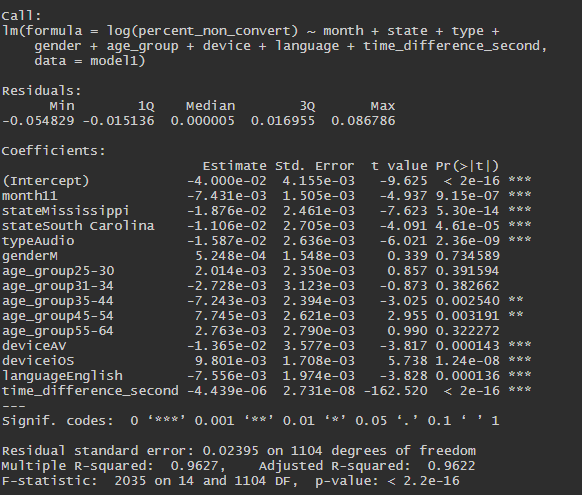 Call:
lm(formula = log(percent_non_convert) ~ month + state + type +
    gender + age_group + device + language + time_difference_second,
    data = model1)

Residuals:
      Min        1Q    Median        3Q       Max
-0.054829 -0.015136  0.000005  0.016955  0.086786

Coefficients:
                         Estimate Std. Error  t value Pr(>|t|)
(Intercept)            -4.000e-02  4.155e-03   -9.625  < 2e-16 ***
month11                -7.431e-03  1.505e-03   -4.937 9.15e-07 ***
stateMississippi       -1.876e-02  2.461e-03   -7.623 5.30e-14 ***
stateSouth Carolina    -1.106e-02  2.705e-03   -4.091 4.61e-05 ***
typeAudio              -1.587e-02  2.636e-03   -6.021 2.36e-09 ***
genderM                 5.248e-04  1.548e-03    0.339 0.734589
age_group25-30          2.014e-03  2.350e-03    0.857 0.391594
age_group31-34         -2.728e-03  3.123e-03   -0.873 0.382662
age_group35-44         -7.243e-03  2.394e-03   -3.025 0.002540 **
age_group45-54          7.745e-03  2.621e-03    2.955 0.003191 **
age_group55-64          2.763e-03  2.790e-03    0.990 0.322272
deviceAV               -1.365e-02  3.577e-03   -3.817 0.000143 ***
deviceiOS               9.801e-03  1.708e-03    5.738 1.24e-08 ***
languageEnglish        -7.556e-03  1.974e-03   -3.828 0.000136 ***
time_difference_second -4.439e-06  2.731e-08 -162.520  < 2e-16 ***
---
Signif. codes:  0 ‘***’ 0.001 ‘**’ 0.01 ‘*’ 0.05 ‘.’ 0.1 ‘ ’ 1

Residual standard error: 0.02395 on 1104 degrees of freedom
Multiple R-squared:  0.9627,    Adjusted R-squared:  0.9622
F-statistic:  2035 on 14 and 1104 DF,  p-value: < 2.2e-16